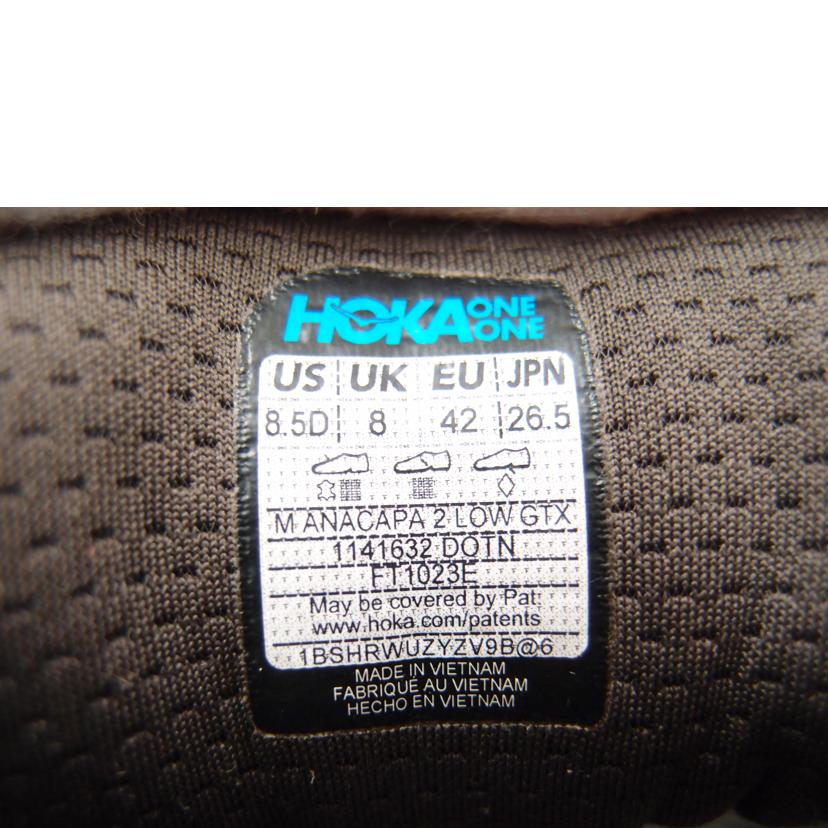 HOKA ONE ONE
US UK EU JPN
8.5D 8 42 26.5
M ANACAPA 2 LOW GTX
1141632 DOTN
FT1023E
May be covered by Pat:
www.hoka.com/patents
1BSHRWUZYZV9B@6
MADE IN VIETNAM
FABRIQUÉ AU VIETNAM
HECHO EN VIETNAM